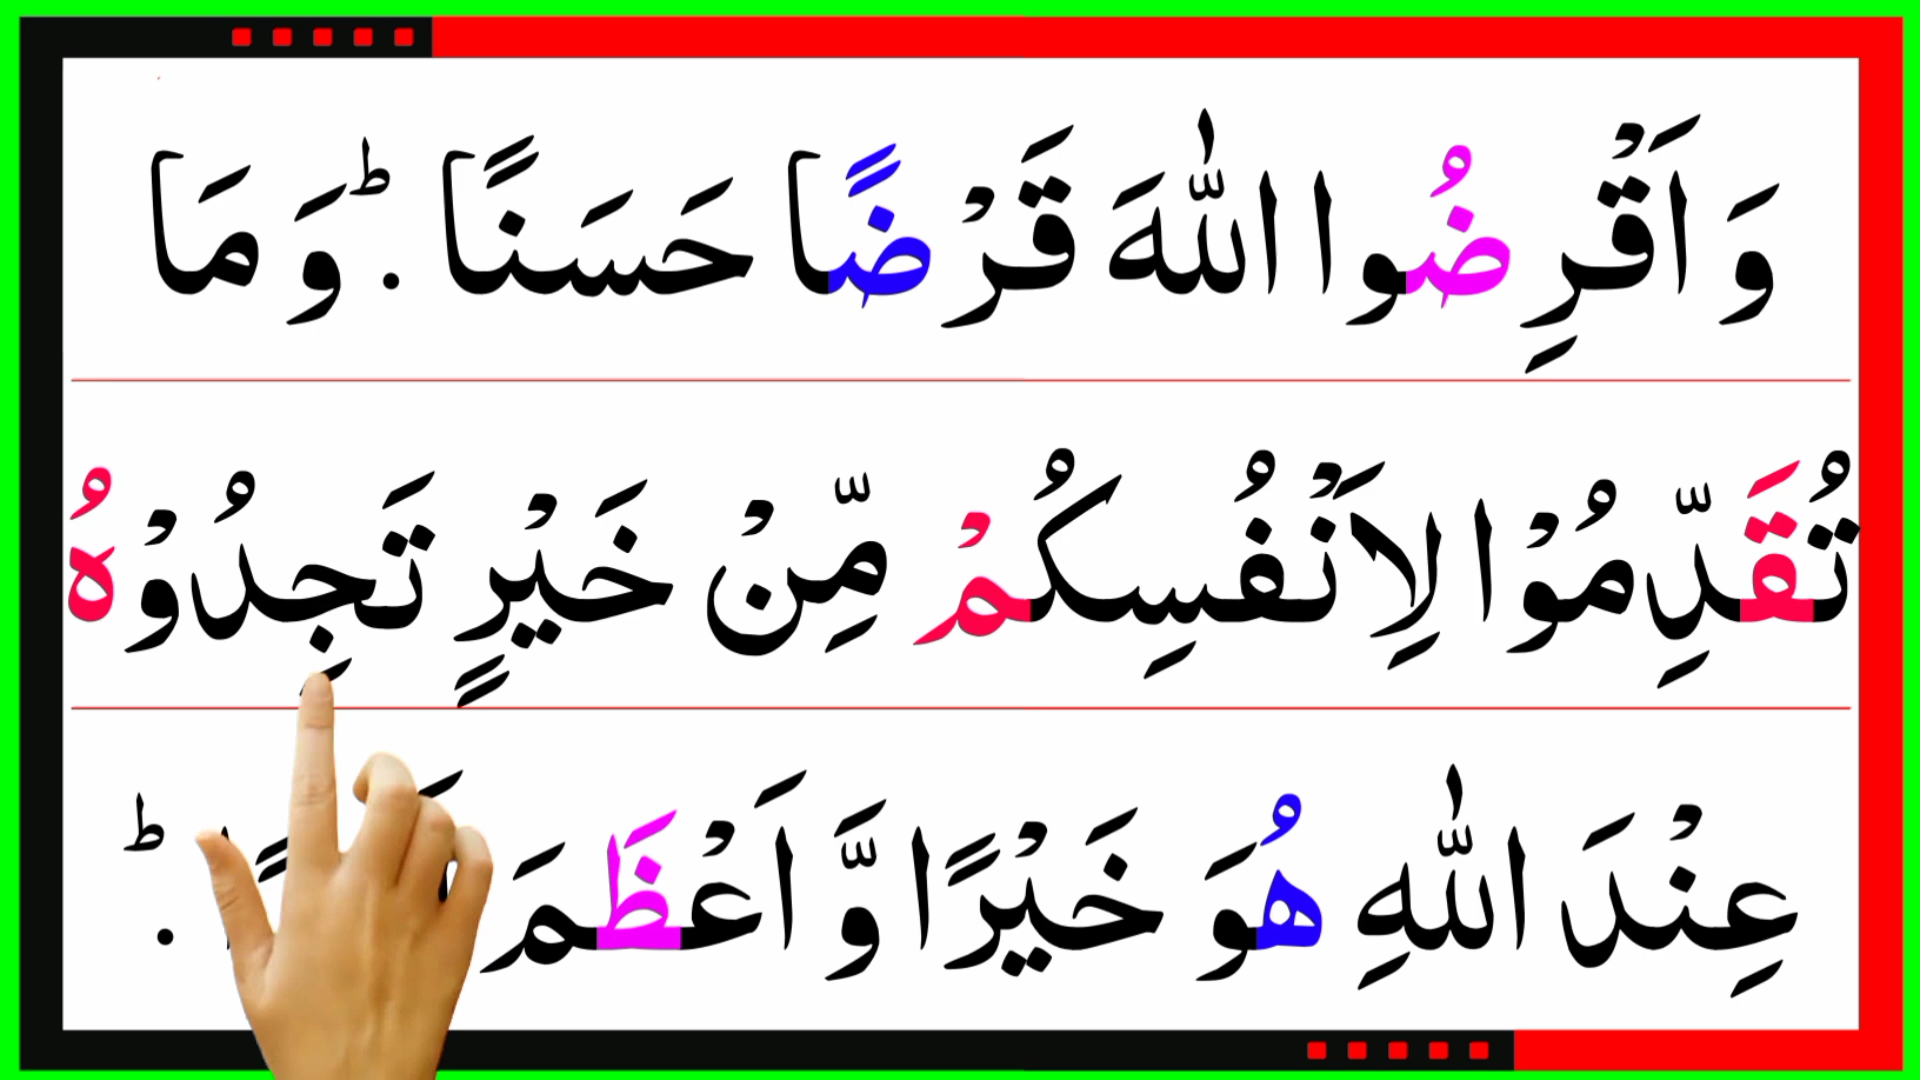 وَاَقْرِضُوا اللّٰهَ قَرْضًا حَسَنًا ؕ. وَمَا
تُقَدِّمُوْا لِاَنْفُسِكُمْ مِّنْ خَيْرٍ تَجِدُوْهُ
عِنْدَ اللّٰهِ هُوَ خَيْرًا وَّاَعْظَمَ ؕ.